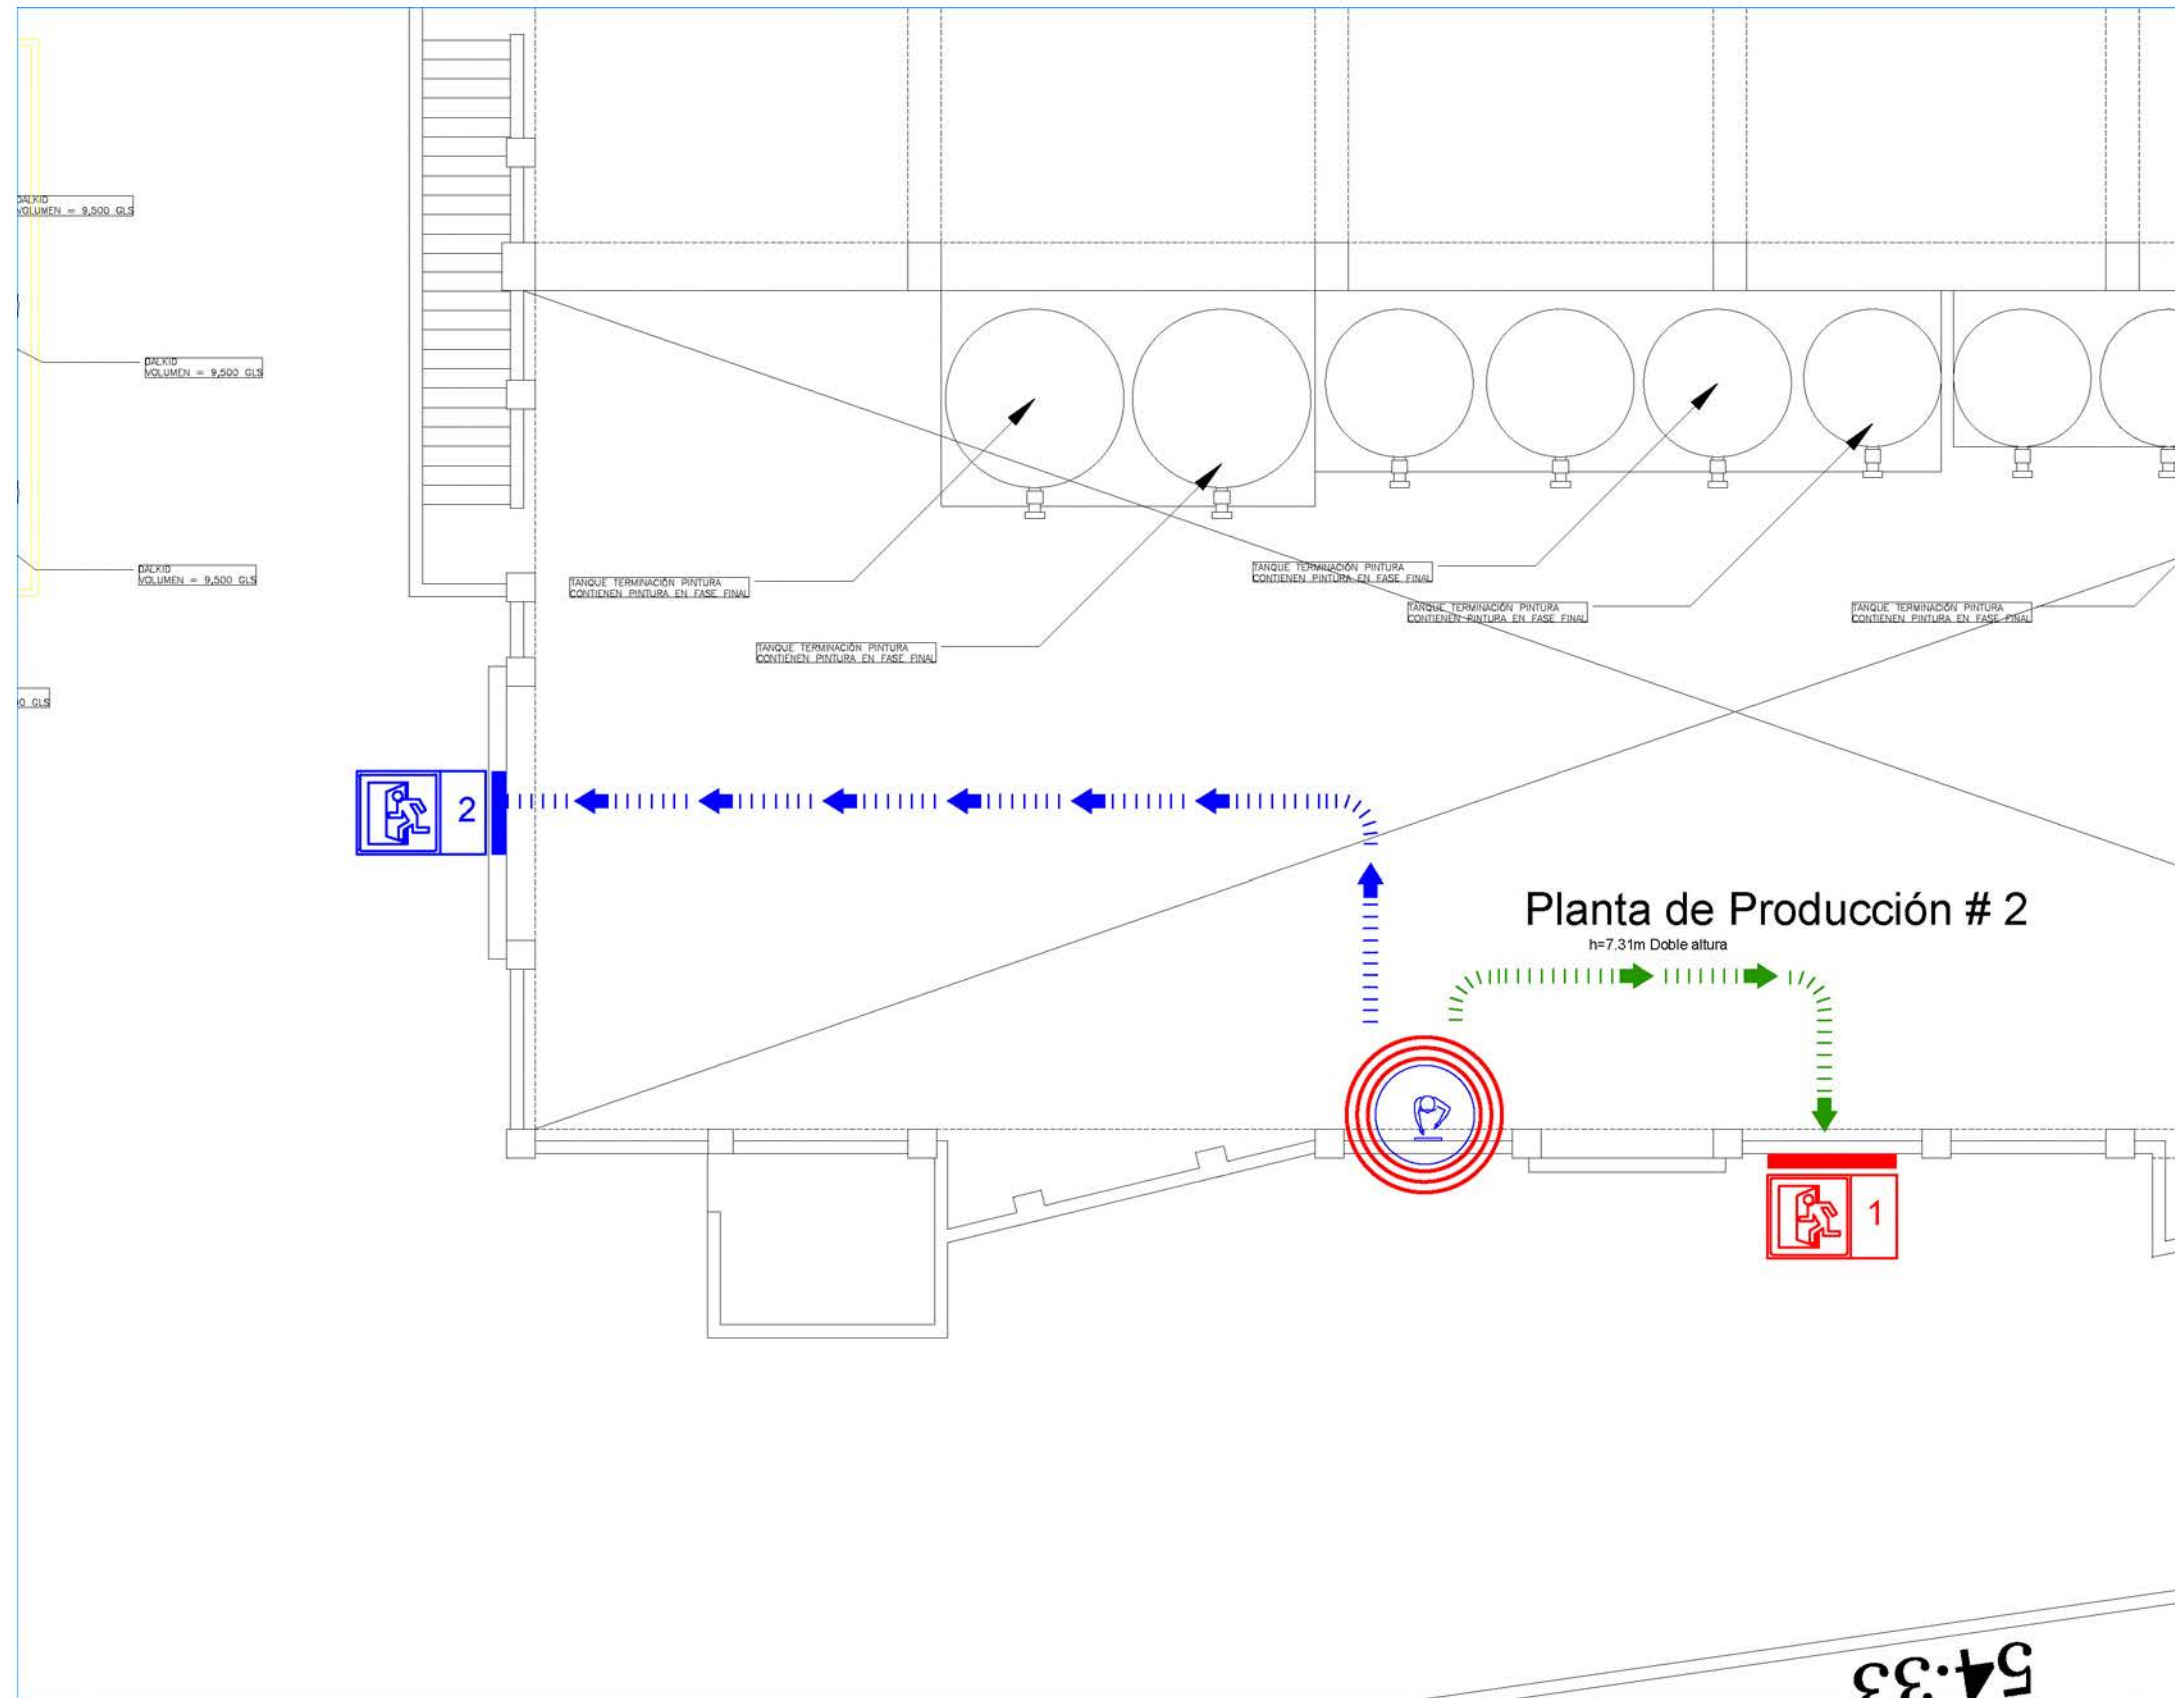 DALKID
VOLUMEN = 9,500 GLS
DALKID
VOLUMEN = 9,500 GLS
DALKID
VOLUMEN = 9,500 GLS
TANQUE TERMINACIÓN PINTURA
CONTIENEN PINTURA EN FASE FINAL
TANQUE TERMINACIÓN PINTURA
CONTIENEN PINTURA EN FASE FINAL
TANQUE TERMINACIÓN PINTURA
CONTIENEN PINTURA EN FASE FINAL
TANQUE TERMINACIÓN PINTURA
CONTIENEN PINTURA EN FASE FINAL
TANQUE TERMINACIÓN PINTURA
CONTIENEN PINTURA EN FASE FINAL
GLS
2
Planta de Producción # 2
h=7.31m Doble altura
1
54.33